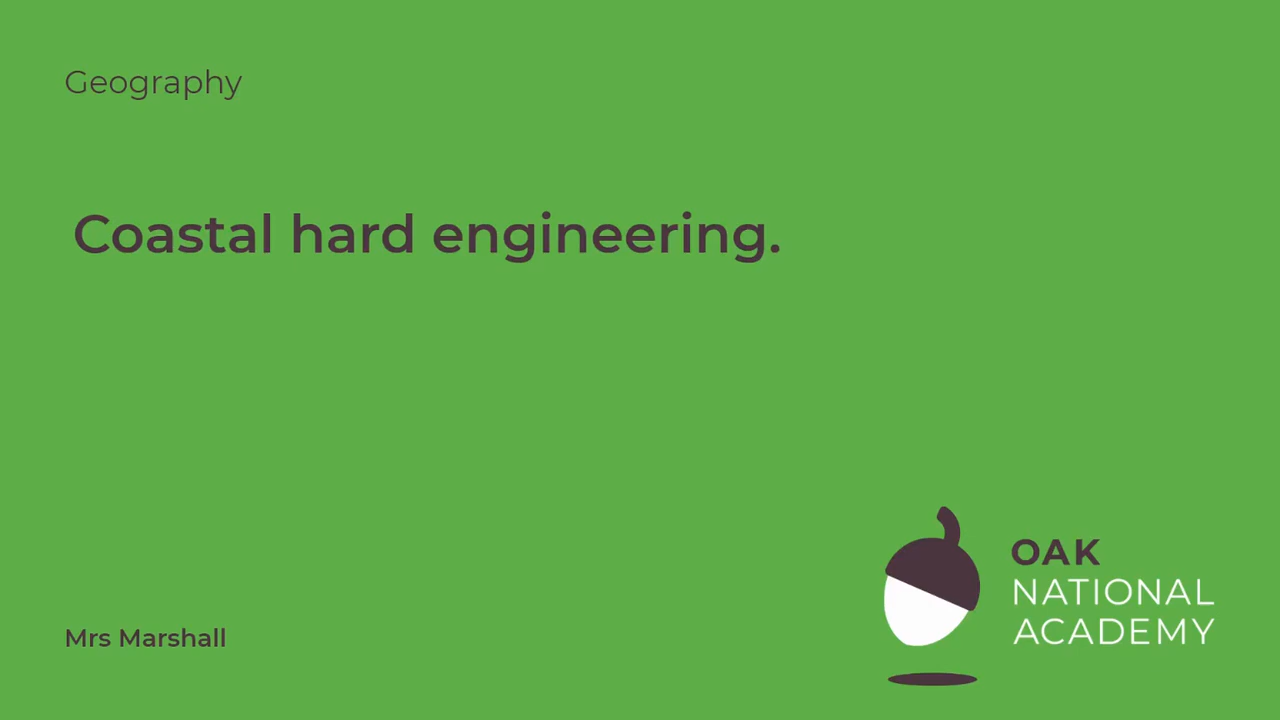 Geography
Coastal hard engineering.
OAK
NATIONAL
ACADEMY
Mrs Marshall